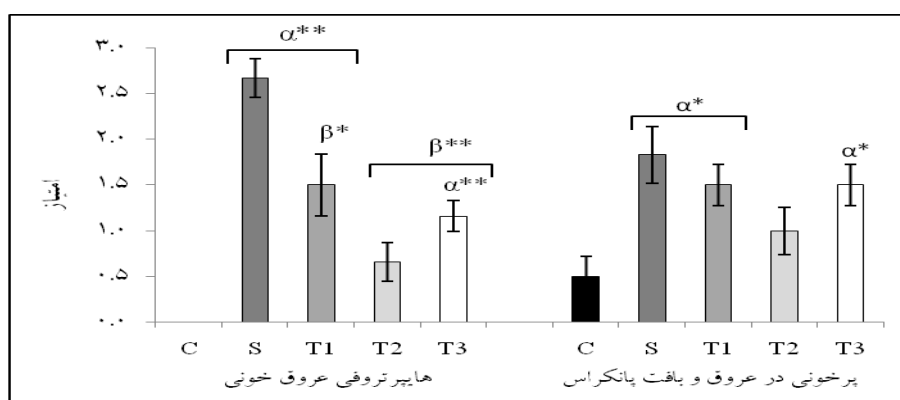 α**
۳.۰
۲.۵
۲.۰
۱.۵
۱.۰
۰.۵
۰.۰
امتیاز
β*
β**
α**
α*
α*
C S T1 T2 T3 C S T1 T2 T3
هایپرتروفی عروق خونی
پرخونی در عروق و بافت پانکراس